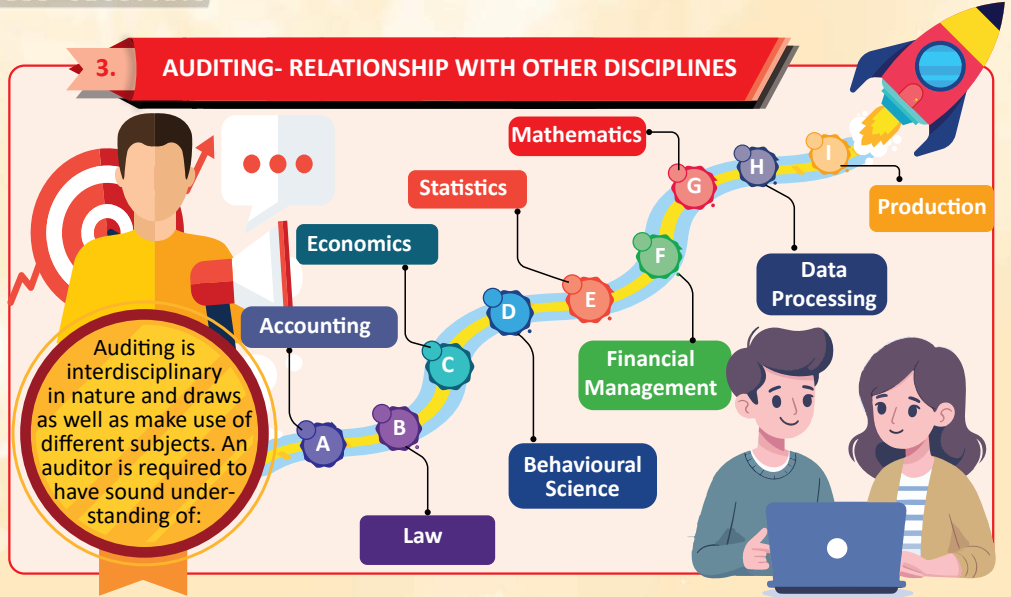 3.
AUDITING- RELATIONSHIP WITH OTHER DISCIPLINES
Auditing is
interdisciplinary
in nature and draws
as well as make use of
different subjects. An
auditor is required to
have sound under-
standing of:
A
Accounting
B
Law
C
Economics
D
Behavioural
Science
E
Statistics
F
Financial
Management
G
Mathematics
H
Data
Processing
I
Production